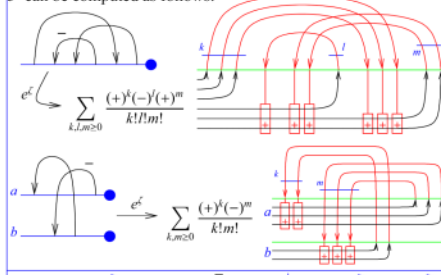 can be computed as follows.
−
k l m
e^ζ
∑ k,l,m≥0 (+)^k(−)^l(+)^m / k!l!m!
+ + + + + +
−
a
b
e^ζ
∑ k,m≥0 (+)^k(−)^m / k!m!
k
m
+ +
a
+ + +
b